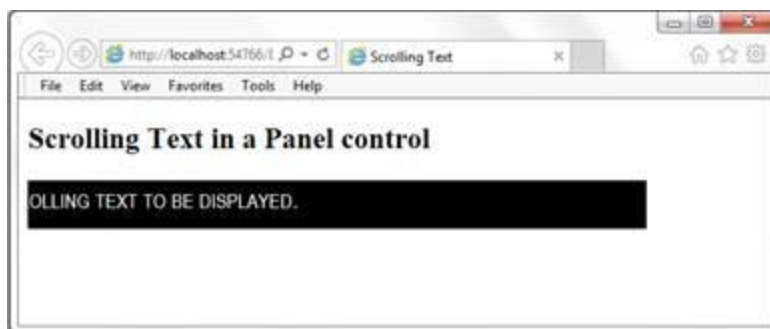 http://localhost:54766/
Scrolling Text
File Edit View Favorites Tools Help
Scrolling Text in a Panel control
OLLING TEXT TO BE DISPLAYED.